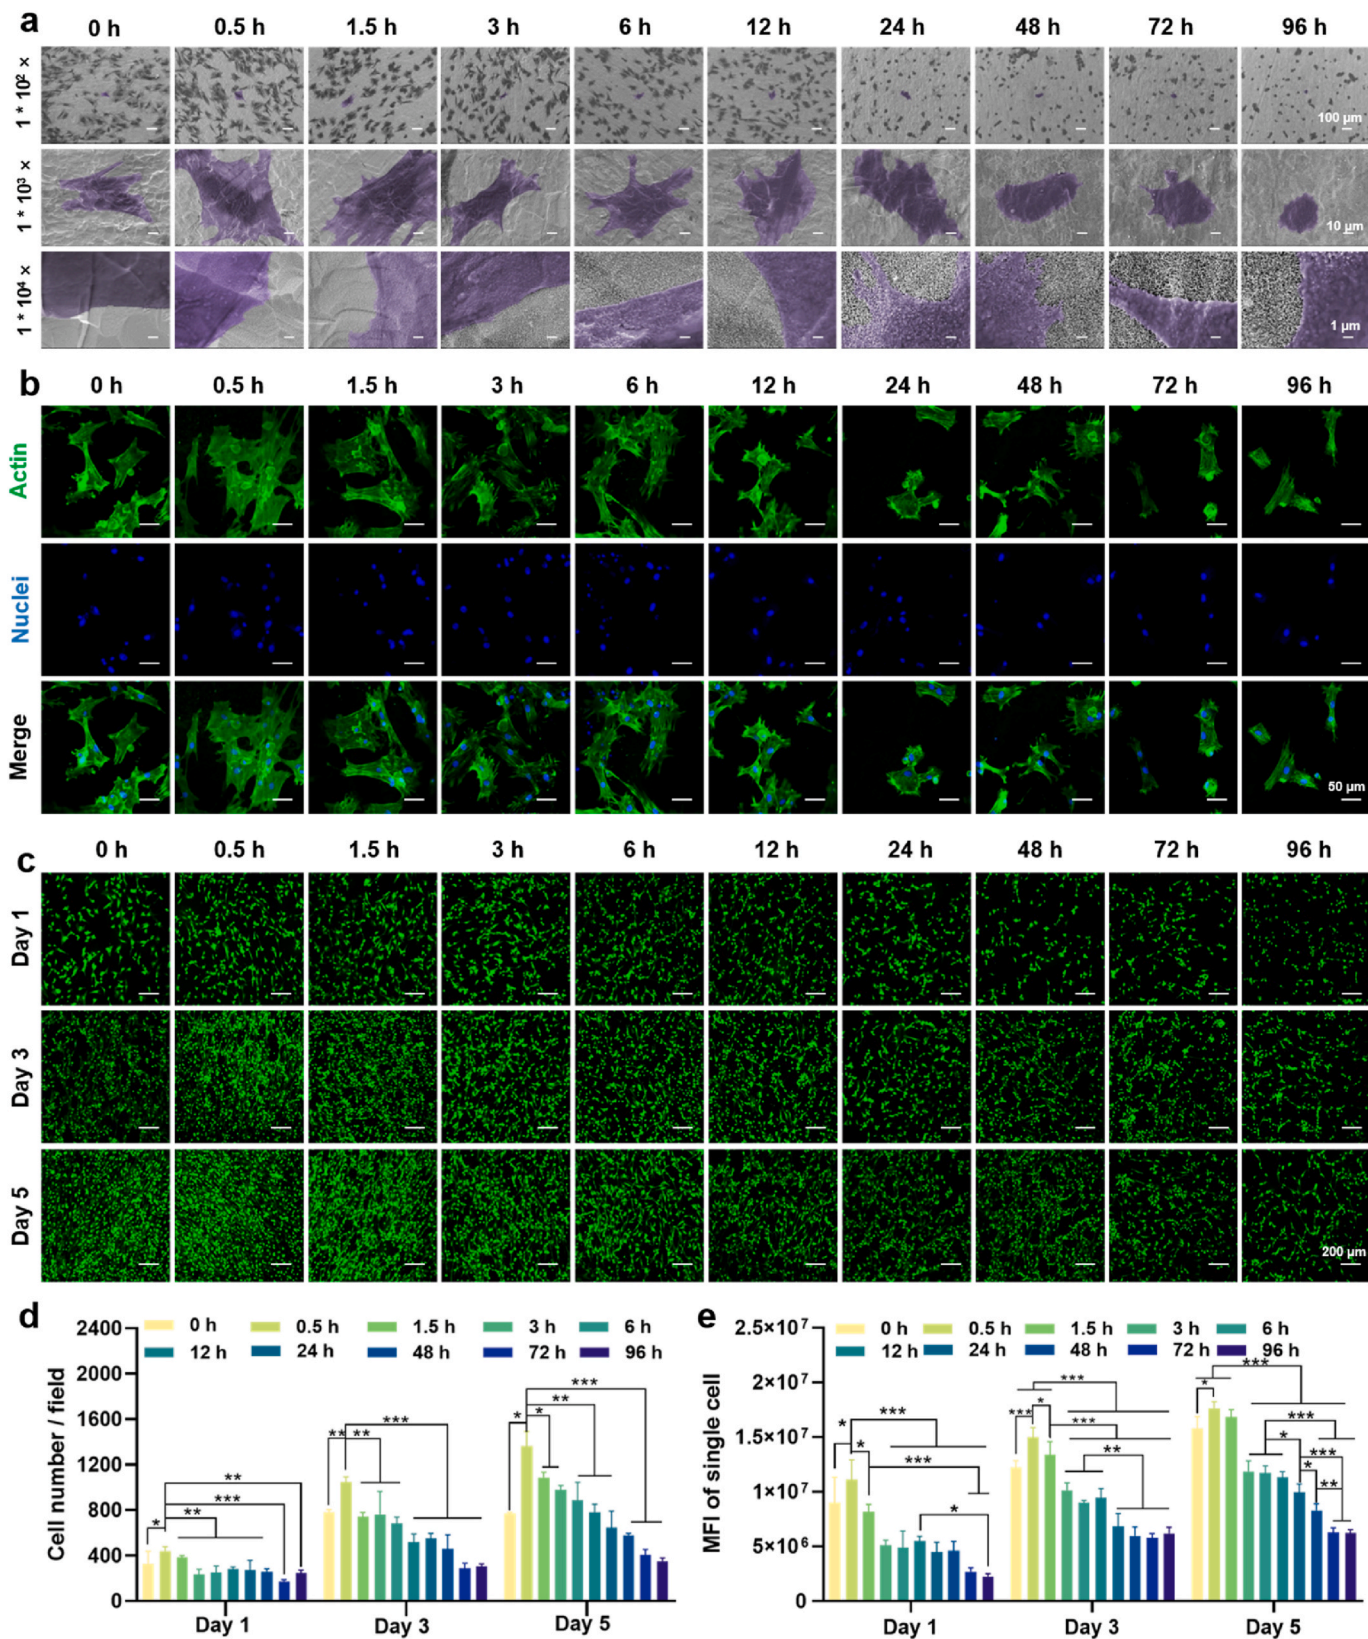 a 0 h 0.5 h 1.5 h 3 h 6 h 12 h 24 h 48 h 72 h 96 h
1 * 10² ×
100 µm
1 * 10³ ×
10 µm
1 * 10⁴ ×
1 µm
b 0 h 0.5 h 1.5 h 3 h 6 h 12 h 24 h 48 h 72 h 96 h
Actin
Nuclei
Merge
50 µm
c 0 h 0.5 h 1.5 h 3 h 6 h 12 h 24 h 48 h 72 h 96 h
Day 1
Day 3
Day 5
200 µm
d
Cell number / field
2400
2000
1600
1200
800
400
0
0 h 0.5 h 1.5 h 3 h 6 h
12 h 24 h 48 h 72 h 96 h
* ** *** **
** ** ***
* * ** ***
Day 1 Day 3 Day 5
e
MFI of single cell
2.5×10⁷
2×10⁷
1.5×10⁷
1×10⁷
5×10⁶
0
0 h 0.5 h 1.5 h 3 h 6 h
12 h 24 h 48 h 72 h 96 h
* *** * *** *
*** *** * *** **
* *** *** * *** * **
Day 1 Day 3 Day 5